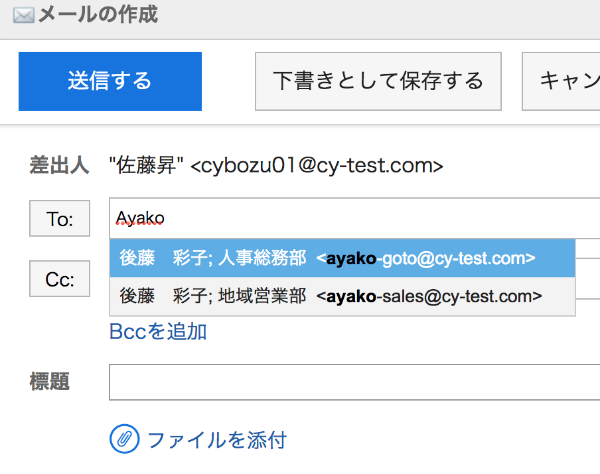 メールの作成
送信する 下書きとして保存する キャン
差出人 "佐藤昇" <cybozu01@cy-test.com>
To: Ayako
後藤　彩子; 人事総務部 <ayako-goto@cy-test.com>
Cc:
後藤　彩子; 地域営業部 <ayako-sales@cy-test.com>
Bccを追加
標題
ファイルを添付